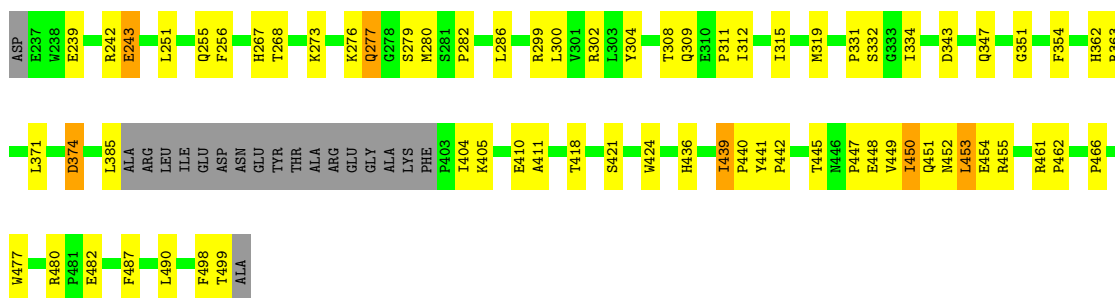 ASP E237 W238 E239 R242 E243 L251 Q255 F256 H267 T268 K273 K276 Q277 G278 S279 M280 S281 P282 L286 R299 L300 V301 R302 L303 Y304 T308 Q309 E310 P311 I312 I315 M319 P331 S332 G333 I334 D343 Q347 G351 F354 H362
L371 D374 L385 ALA ARG LEU ILE GLU ASP ASN GLU TYR THR ALA ARG GLU GLY ALA LYS PHE P403 I404 K405 E410 A411 T418 S421 W424 H436 I439 P440 Y441 P442 T445 N446 P447 E448 V449 I450 Q451 N452 L453 E454 R455 R461 P462 P466
W477 R480 P481 E482 F487 L490 F498 T499 ALA